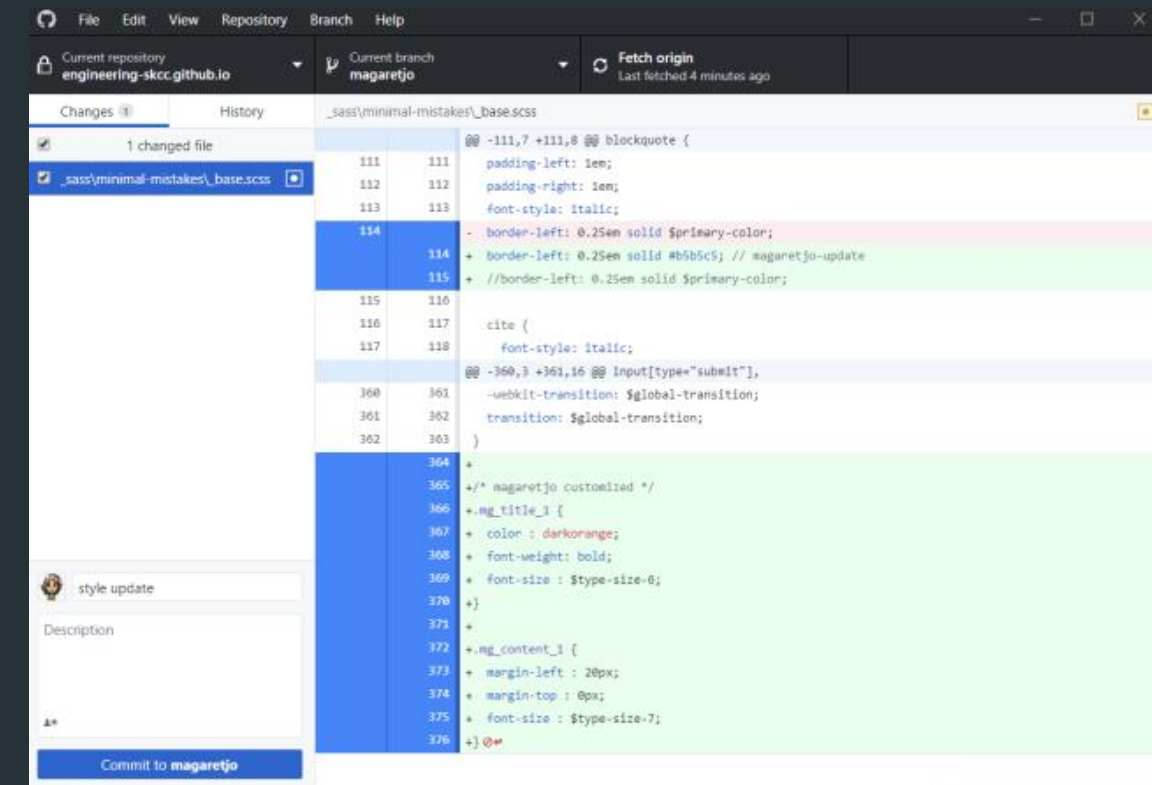 File Edit View Repository Branch Help
Current repository
engineering-skcc.github.io
Current branch
magaretjo
Fetch origin
Last fetched 4 minutes ago
Changes 1 History
_sass\minimal-mistakes\_base.scss
1 changed file
_sass\minimal-mistakes\_base.scss
@@ -111,7 +111,8 @@ blockquote {
111 111 padding-left: 1em;
112 112 padding-right: 1em;
113 113 font-style: italic;
114 - border-left: 0.25em solid $primary-color;
114 + border-left: 0.25em solid #b5b5c5; // magaretjo-update
115 + //border-left: 0.25em solid $primary-color;
115 116
116 117 cite {
117 118 font-style: italic;
@@ -360,3 +361,16 @@ input[type="submit"],
360 361 -webkit-transition: $global-transition;
361 362 transition: $global-transition;
362 363 }
364 +
365 +/* magaretjo customized */
366 +.mg_title_1 {
367 + color : darkorange;
368 + font-weight: bold;
369 + font-size : $type-size-6;
370 +}
371 +
372 +.mg_content_1 {
373 + margin-left : 20px;
374 + margin-top : 0px;
375 + font-size : $type-size-7;
376 +}
style update
Description
Commit to magaretjo